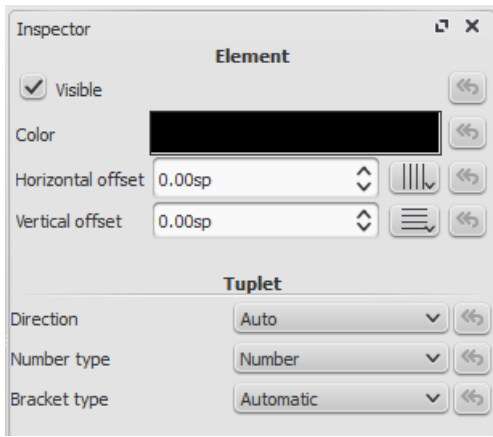 Inspector
Element
Visible
Color
Horizontal offset 0.00sp
Vertical offset 0.00sp
Tuplet
Direction Auto
Number type Number
Bracket type Automatic